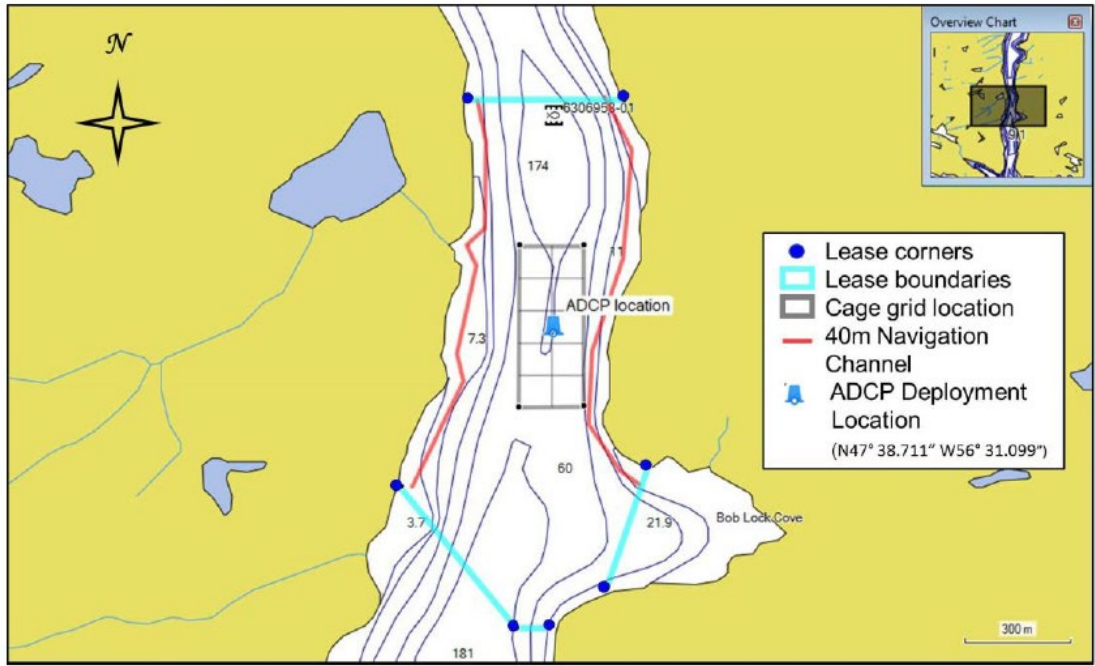 N
Overview Chart
6306958-01
9.1
174
11
ADCP location
7.3
Lease corners
Lease boundaries
Cage grid location
40m Navigation
Channel
ADCP Deployment
Location
(N47° 38.711” W56° 31.099”)
60
3.7
21.9
Bob Lock Cove
300 m
181